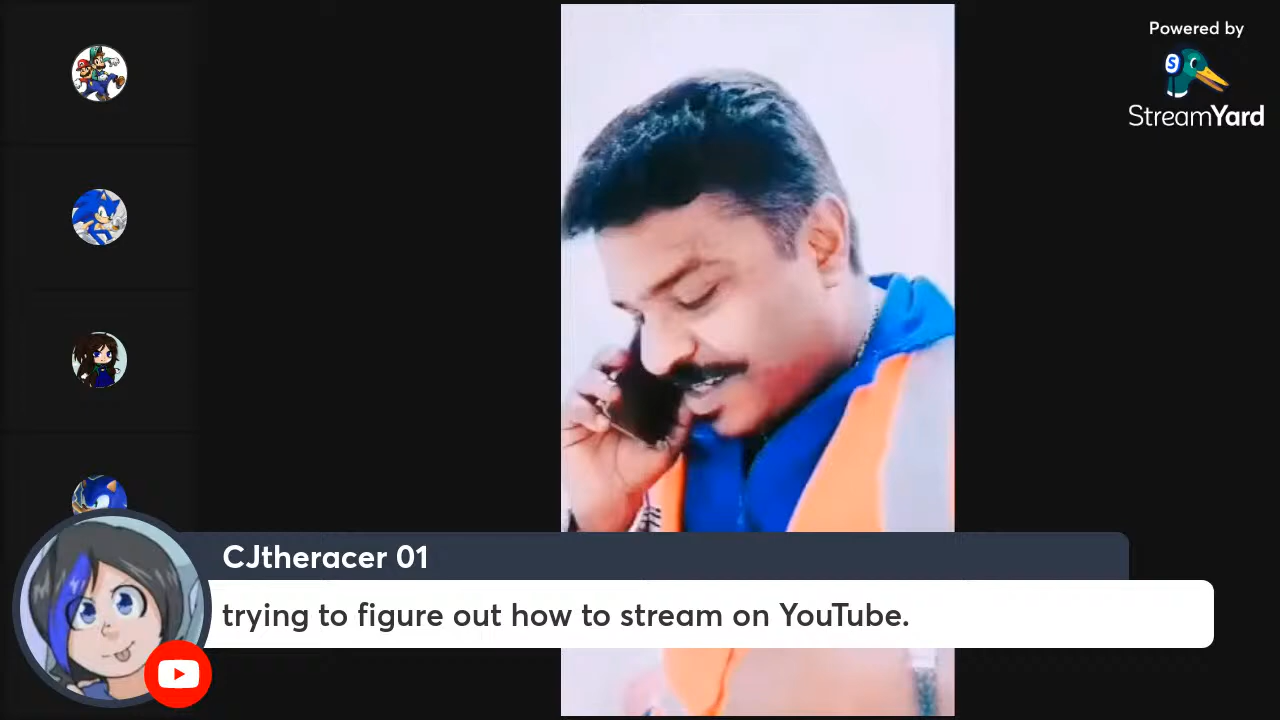 Powered by
StreamYard
CJtheracer 01
trying to figure out how to stream on YouTube.